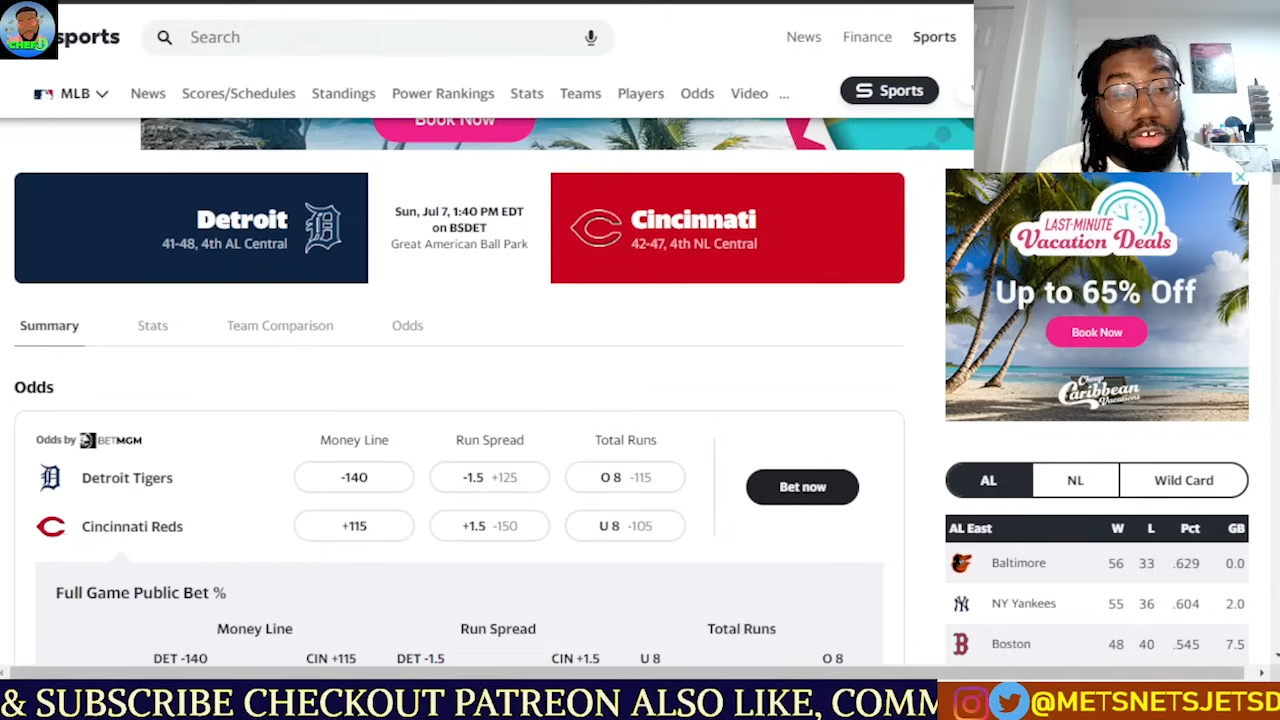 CHEF J
sports
Search
News Finance Sports
MLB News Scores/Schedules Standings Power Rankings Stats Teams Players Odds Video ...
S Sports
Book Now
Detroit
41-48, 4th AL Central
Sun, Jul 7, 1:40 PM EDT
on BSDET
Great American Ball Park
Cincinnati
42-47, 4th NL Central
LAST-MINUTE
Vacation Deals
Up to 65% Off
Book Now
Cheap
Caribbean
Vacations
Summary Stats Team Comparison Odds
Odds
Odds by BETMGM Money Line Run Spread Total Runs
Detroit Tigers -140 -1.5 +125 O 8 -115
Cincinnati Reds +115 +1.5 -150 U 8 -105
Bet now
Full Game Public Bet %
Money Line Run Spread Total Runs
DET -140 CIN +115 DET -1.5 CIN +1.5 U 8 O 8
AL NL Wild Card
AL East W L Pct GB
Baltimore 56 33 .629 0.0
NY Yankees 55 36 .604 2.0
Boston 48 40 .545 7.5
& SUBSCRIBE CHECKOUT PATREON ALSO LIKE, COMM
@METSNETSJETSD